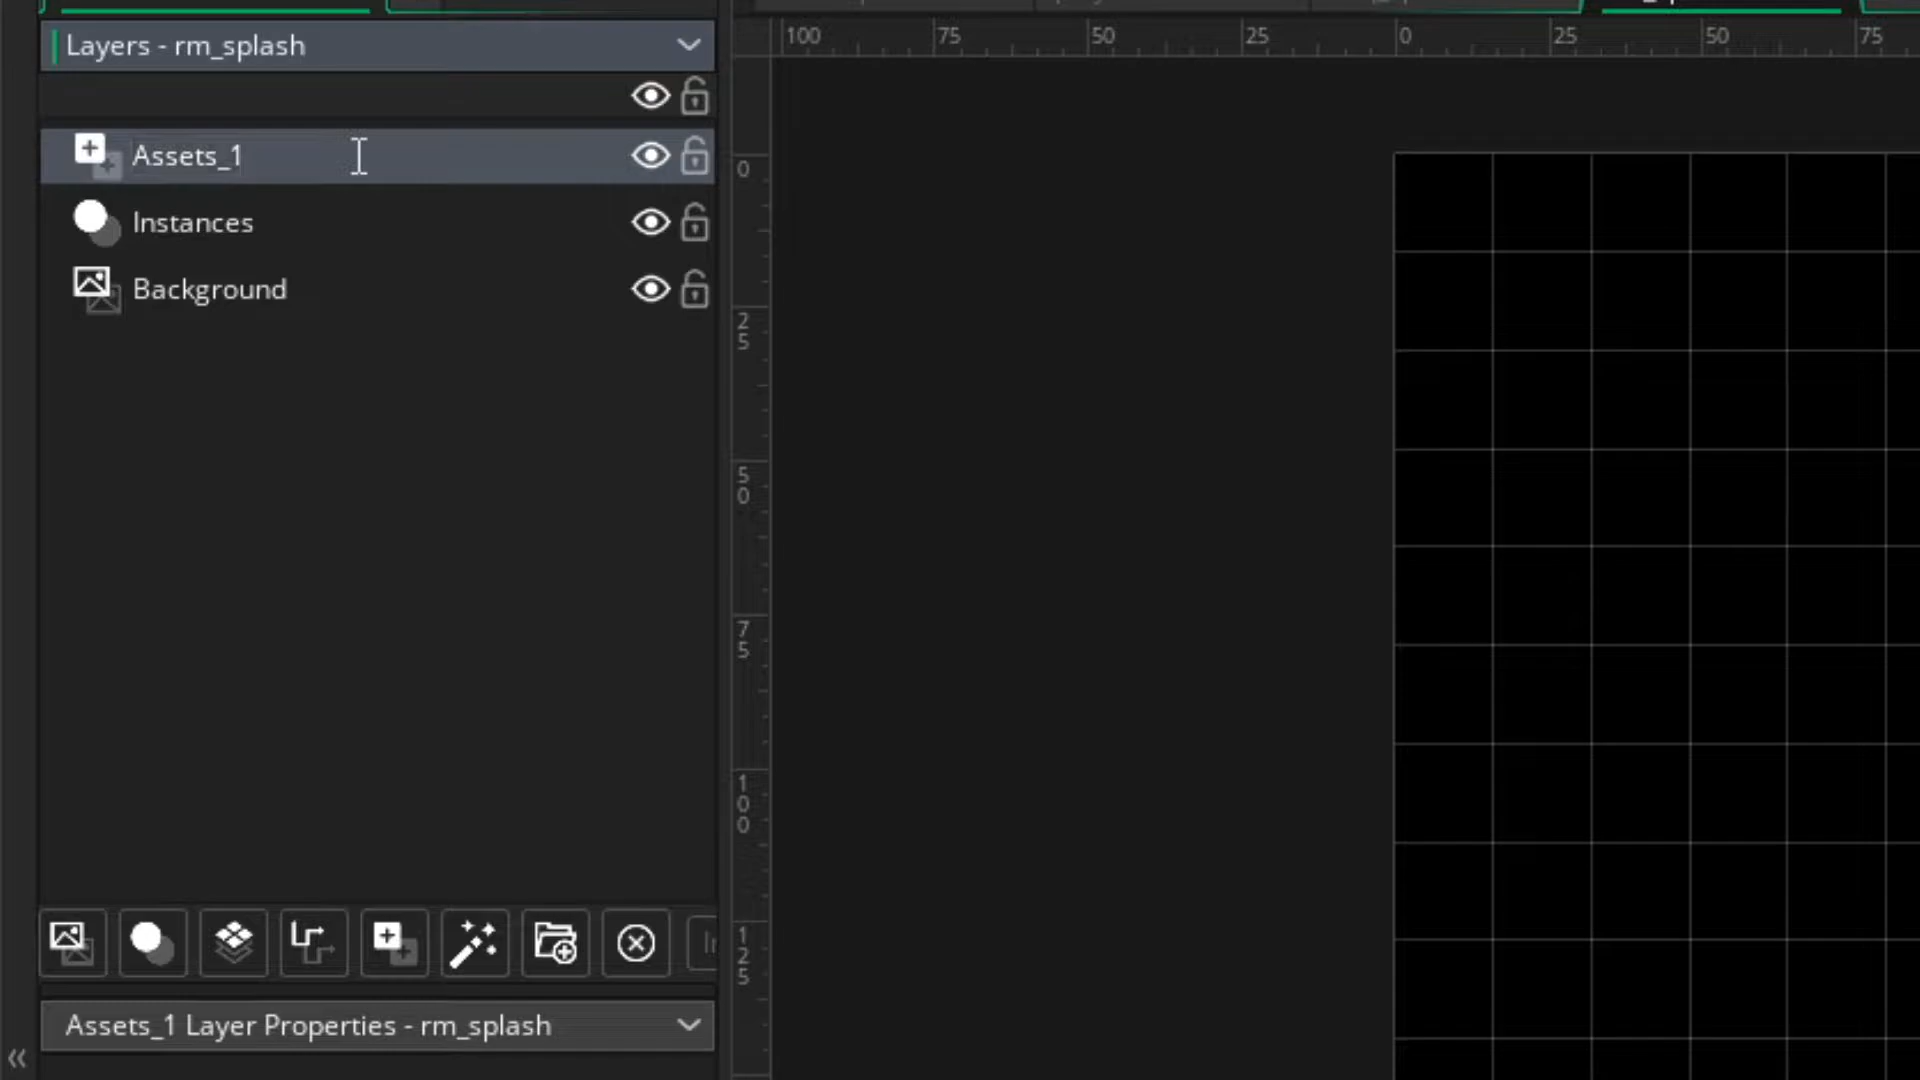 Layers - rm_splash
100 75 50 25 0 25 50 75
Assets_1
Instances
Background
0
25
50
75
100
125
Assets_1 Layer Properties - rm_splash